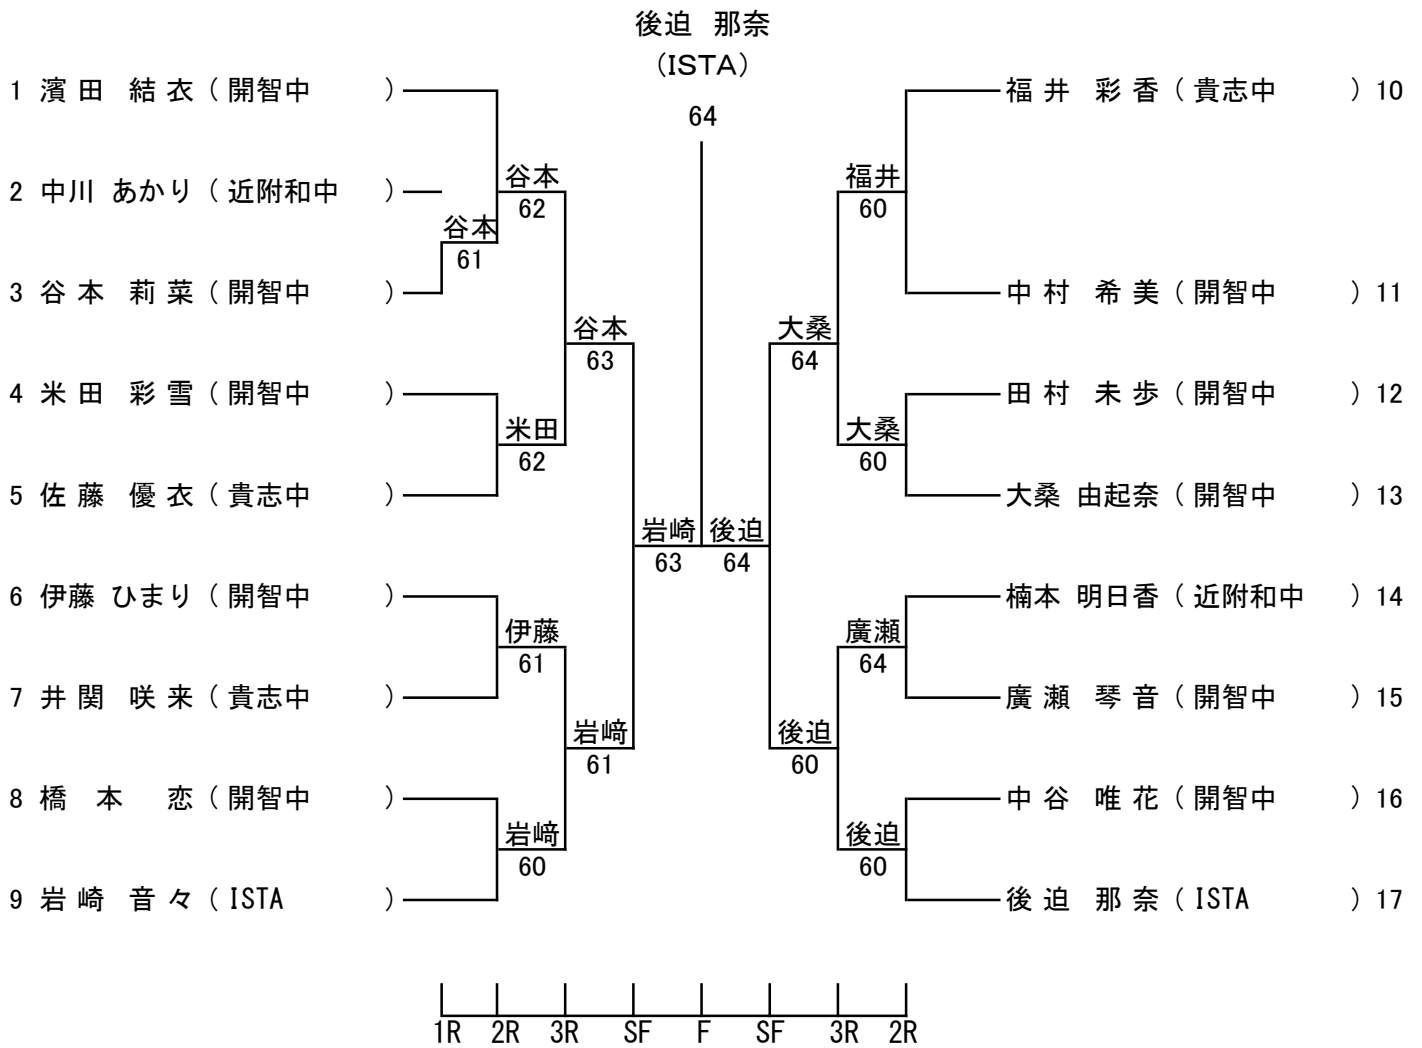 後迫 那奈
(ISTA)
64
1 濱田 結衣 ( 開智中 )
2 中川 あかり ( 近附和中 )
3 谷本 莉菜 ( 開智中 )
4 米田 彩雪 ( 開智中 )
5 佐藤 優衣 ( 貴志中 )
6 伊藤 ひまり ( 開智中 )
7 井関 咲来 ( 貴志中 )
8 橋本 恋 ( 開智中 )
9 岩崎 音々 ( ISTA )
谷本
61
谷本
62
米田
62
伊藤
61
岩﨑
60
谷本
63
岩﨑
61
岩崎
63
後迫
64
大桑
64
後迫
60
福井
60
大桑
60
廣瀬
64
後迫
60
福井 彩香 ( 貴志中 ) 10
中村 希美 ( 開智中 ) 11
田村 未歩 ( 開智中 ) 12
大桑 由起奈 ( 開智中 ) 13
楠本 明日香 ( 近附和中 ) 14
廣瀬 琴音 ( 開智中 ) 15
中谷 唯花 ( 開智中 ) 16
後迫 那奈 ( ISTA ) 17
1R 2R 3R SF F SF 3R 2R